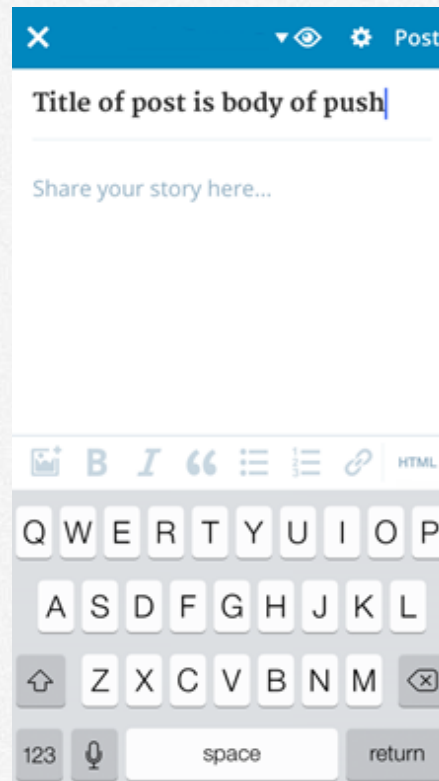 Post
Title of post is body of push
Share your story here...
B I HTML
Q W E R T Y U I O P
A S D F G H J K L
Z X C V B N M
123 space return